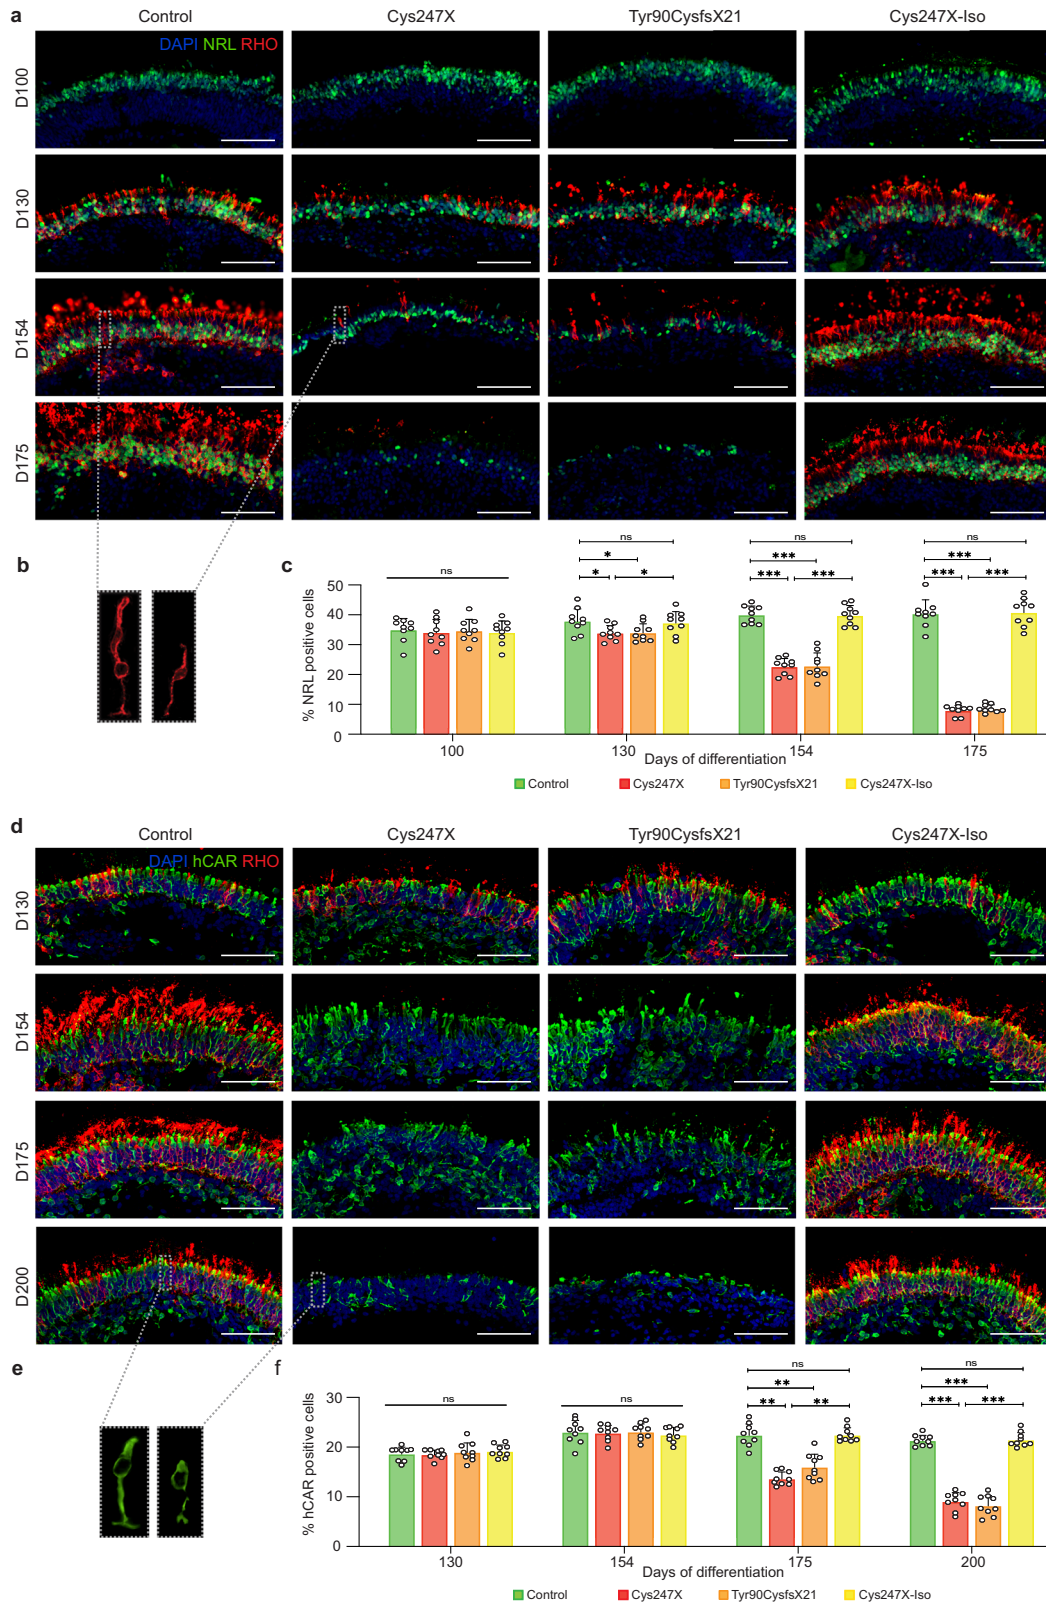 a
Control Cys247X Tyr90CysfsX21 Cys247X-Iso
DAPI NRL RHO
D100
D130
D154
D175
b
c
ns
ns
*
* *
ns
***
*** ***
ns
***
*** ***
% NRL positive cells
50
40
30
20
10
0
100 130 154 175
Days of differentiation
Control Cys247X Tyr90CysfsX21 Cys247X-Iso
d
Control Cys247X Tyr90CysfsX21 Cys247X-Iso
DAPI hCAR RHO
D130
D154
D175
D200
e
f
ns
ns
ns
**
** **
ns
***
*** ***
% hCAR positive cells
30
20
10
0
130 154 175 200
Days of differentiation
Control Cys247X Tyr90CysfsX21 Cys247X-Iso